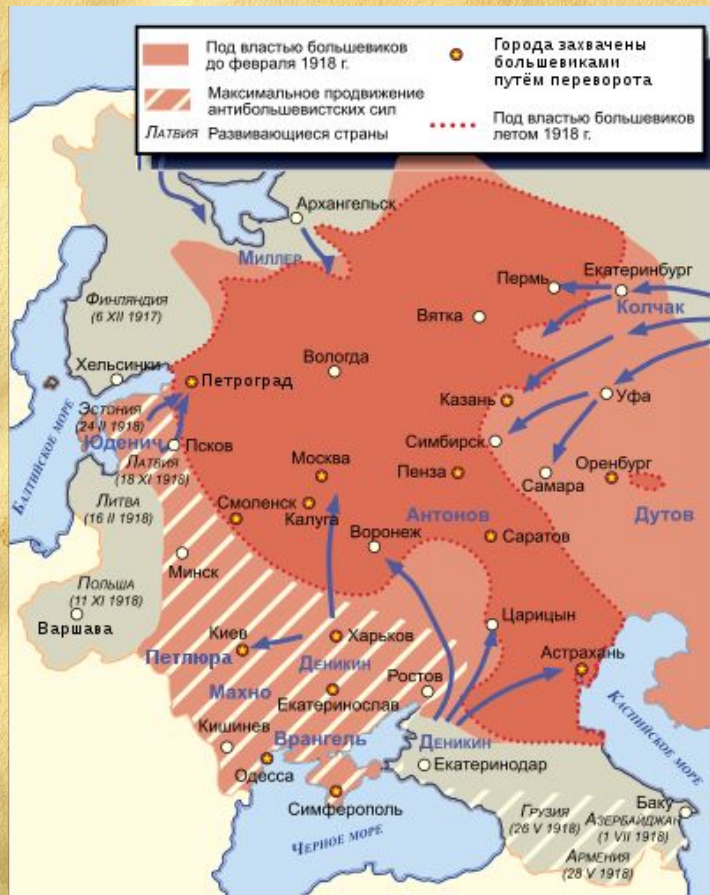 Под властью большевиков
до февраля 1918 г.
Максимальное продвижение
антибольшевистских сил
ЛАТВИЯ Развивающиеся страны
Города захвачены
большевиками
путём переворота
Под властью большевиков
летом 1918 г.
Архангельск
МИЛЛЕР
Пермь
Екатеринбург
КОЛЧАК
ФИНЛЯНДИЯ
(6 XII 1917)
Вятка
Хельсинки
Вологда
Петроград
Казань
Уфа
ЭСТОНИЯ
(24 II 1918)
Юденич
Псков
ЛАТВИЯ
(18 XI 1918)
Симбирск
БАЛТИЙСКОЕ МОРЕ
Москва
Пенза
Самара
Оренбург
ЛИТВА
(16 II 1918)
Смоленск
Калуга
Воронеж
АНТОНОВ
Дутов
Саратов
Минск
ПОЛЬША
(11 XI 1918)
Варшава
Киев
Харьков
Царицын
Петлюра
ДЕНИКИН
Астрахань
Махно
Екатеринослав
Ростов
Кишинев
Врангель
ДЕНИКИН
КАСПИЙСКОЕ МОРЕ
Одесса
Екатеринодар
Симферополь
Баку
ГРУЗИЯ
(26 V 1918)
АЗЕРБАЙДЖАН
(1 VII 1918)
ЧЕРНОЕ МОРЕ
АРМЕНИЯ
(28 V 1918)